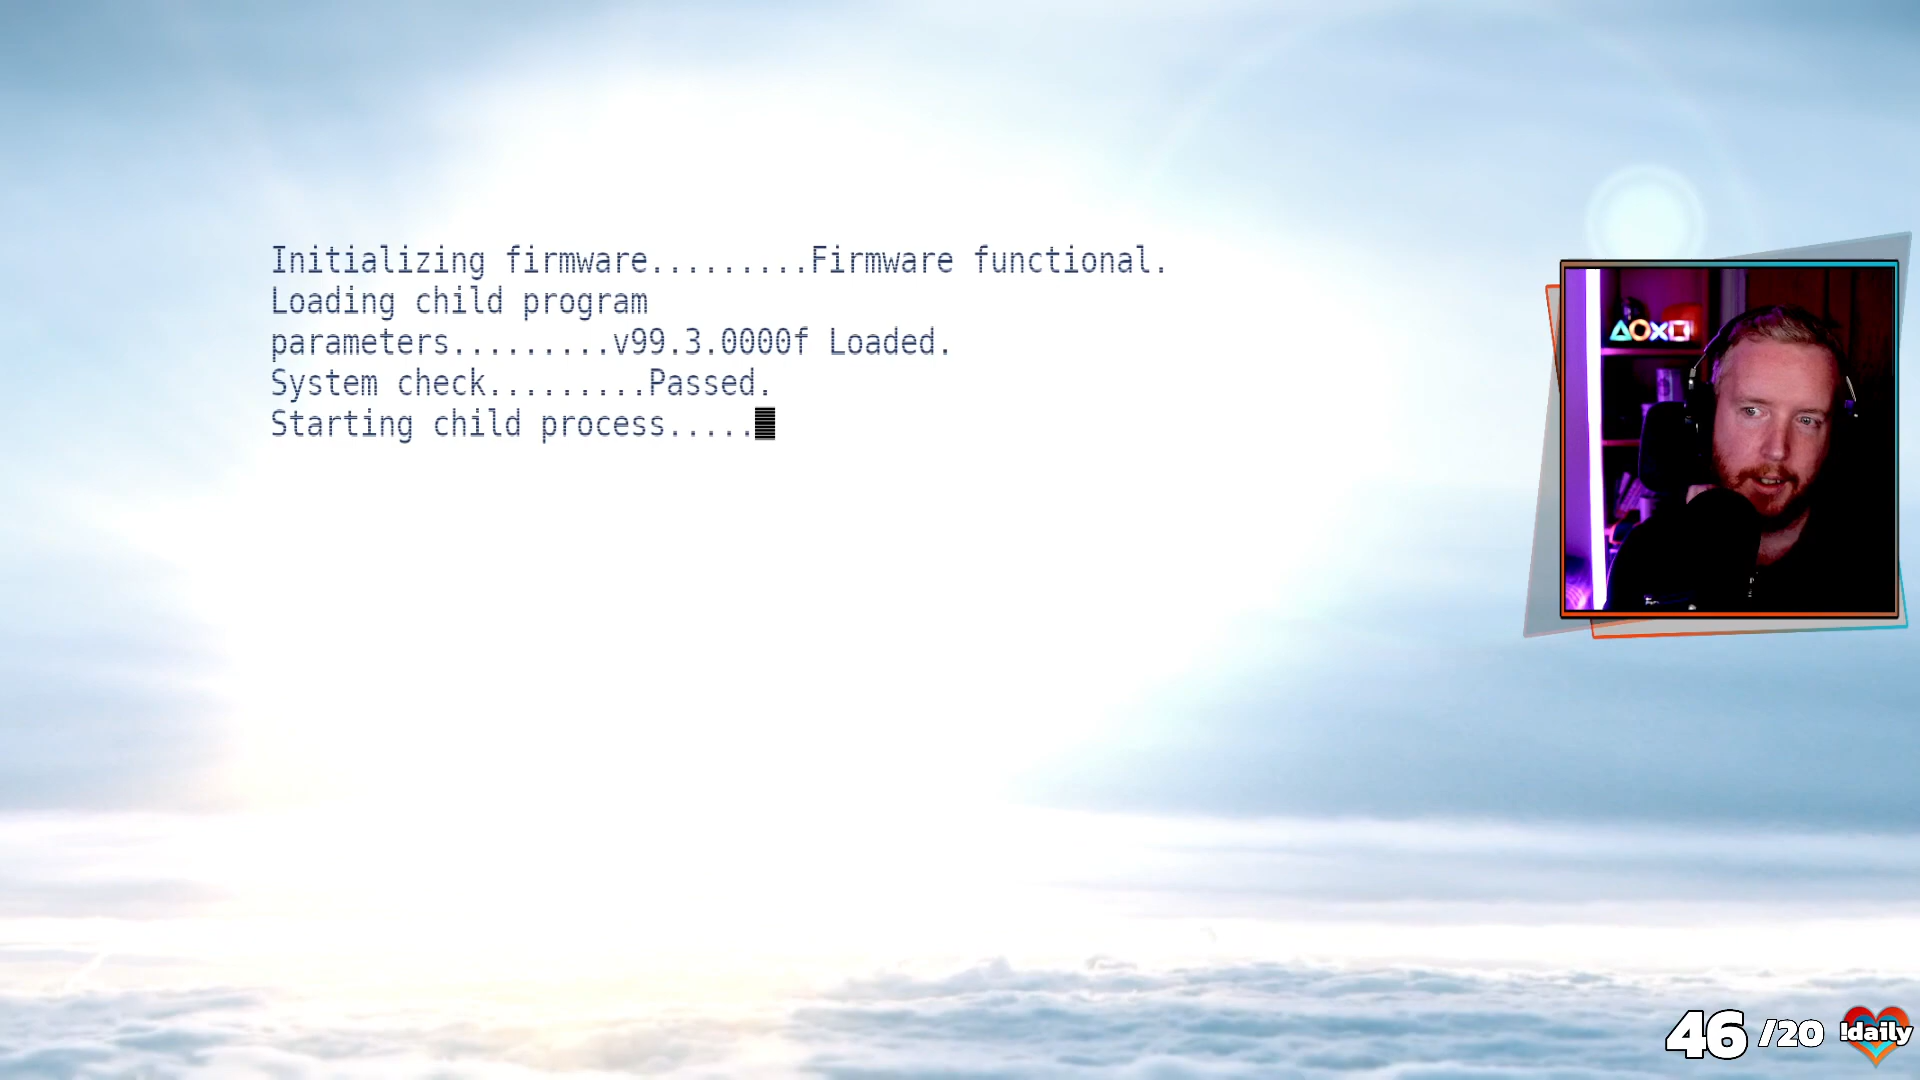 Initializing firmware.........Firmware functional.
Loading child program
parameters.........v99.3.0000f Loaded.
System check.........Passed.
Starting child process.....
46 /20 !daily